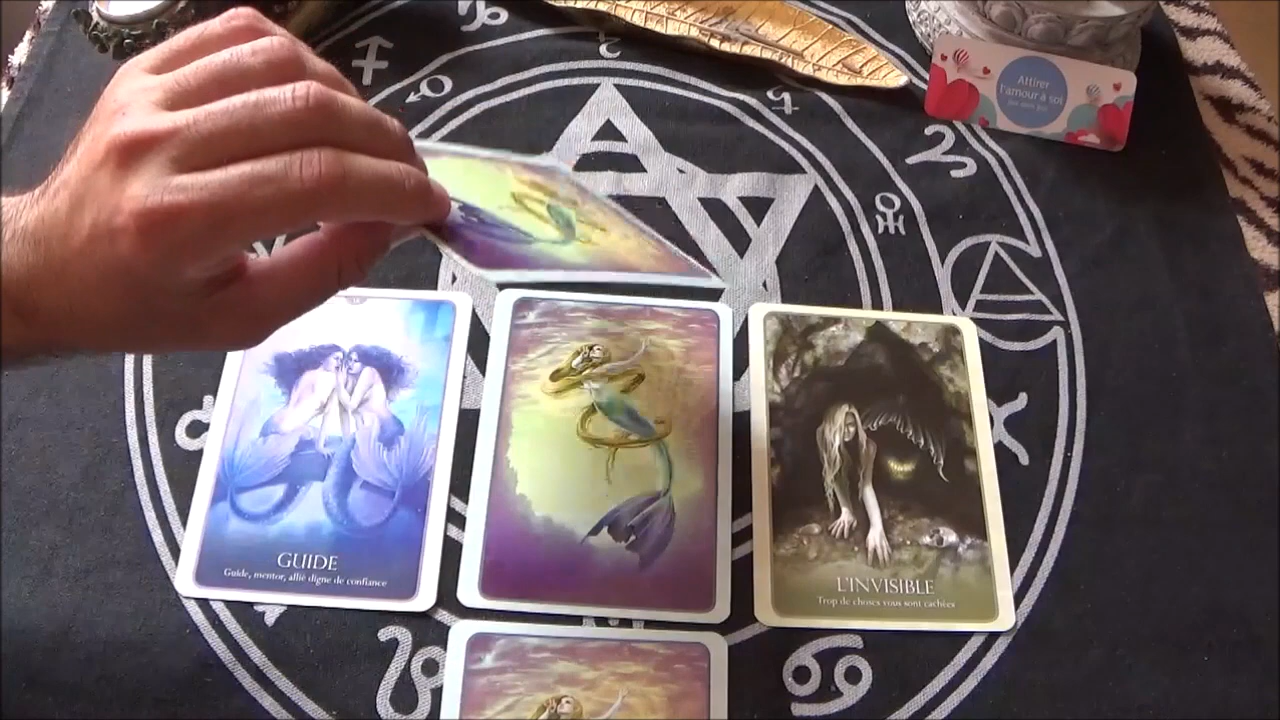 Attirer
l'amour à soi
GUIDE
Guide, mentor, allié digne de confiance
L'INVISIBLE
Trop de choses vous sont cachées